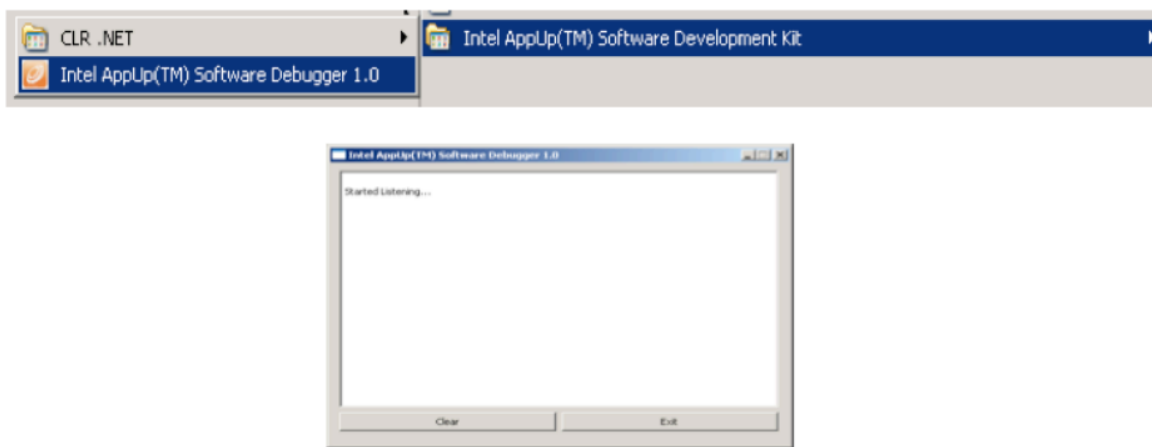 CLR .NET
Intel AppUp(TM) Software Development Kit
Intel AppUp(TM) Software Debugger 1.0
Intel AppUp(TM) Software Debugger 1.0
Started Listening...
Clear
Exit